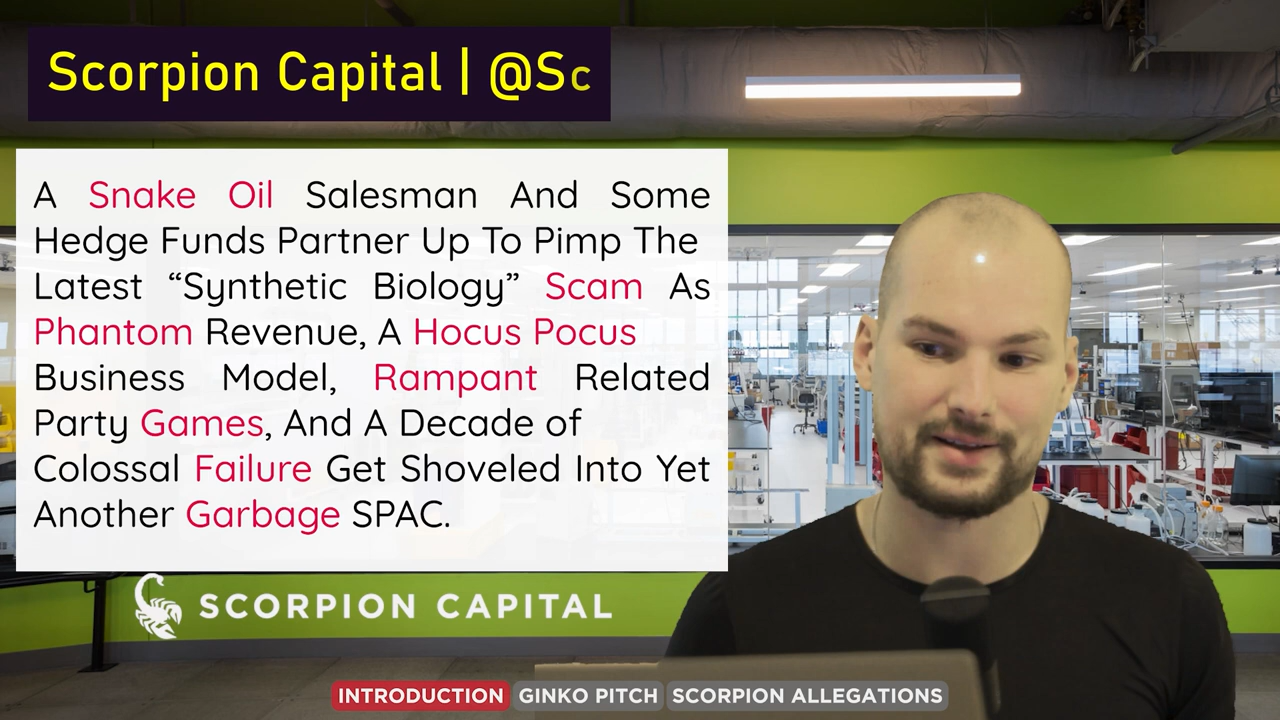 Scorpion Capital | @Sc
A Snake Oil Salesman And Some
Hedge Funds Partner Up To Pimp The
Latest “Synthetic Biology” Scam As
Phantom Revenue, A Hocus Pocus
Business Model, Rampant Related
Party Games, And A Decade of
Colossal Failure Get Shoveled Into Yet
Another Garbage SPAC.
SCORPION CAPITAL
INTRODUCTION GINKO PITCH SCORPION ALLEGATIONS